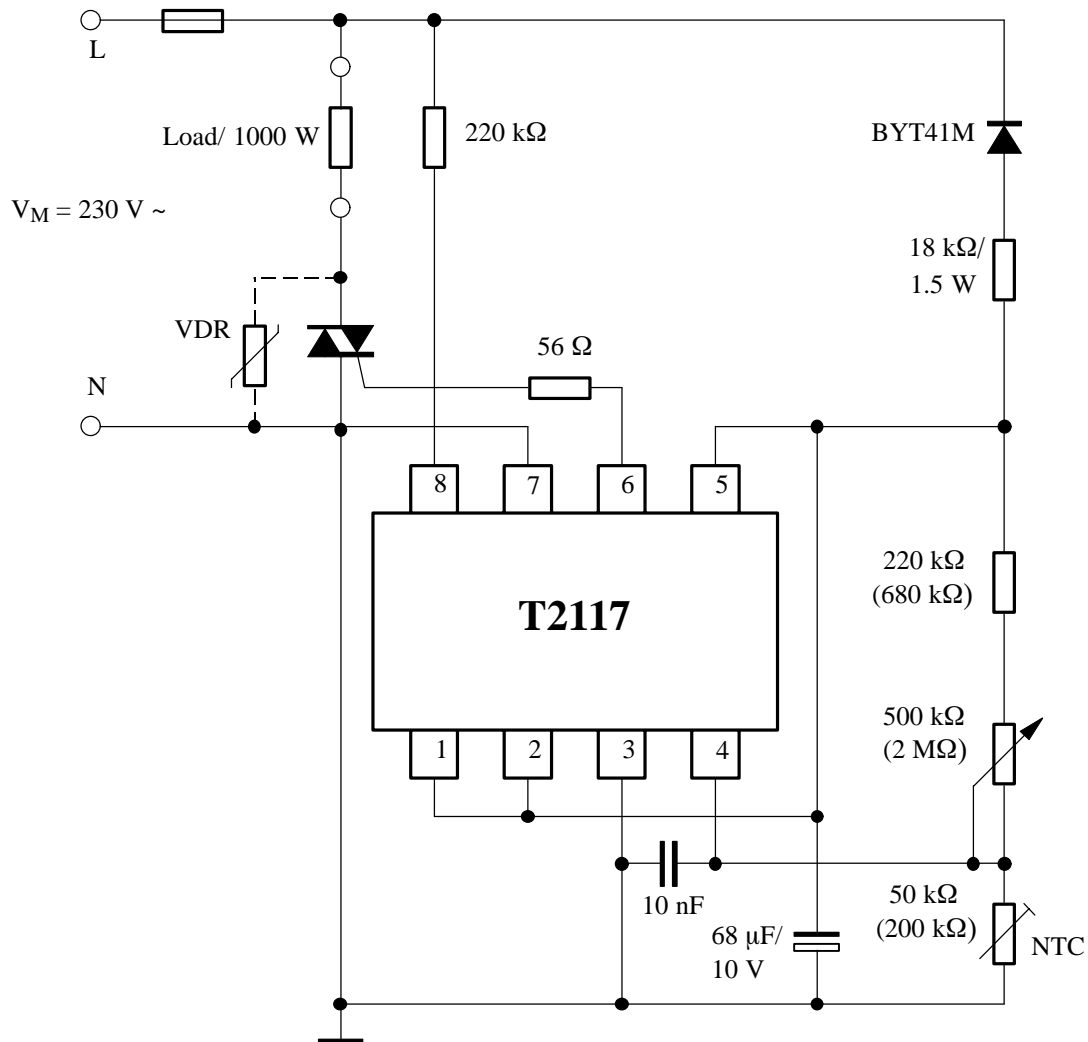 L
Load/ 1000 W
220 kΩ
BYT41M
V_M = 230 V ~
18 kΩ/
1.5 W
VDR
56 Ω
N
8
7
6
5
220 kΩ
(680 kΩ)
T2117
500 kΩ
(2 MΩ)
1
2
3
4
10 nF
50 kΩ
(200 kΩ)
NTC
68 μF/
10 V